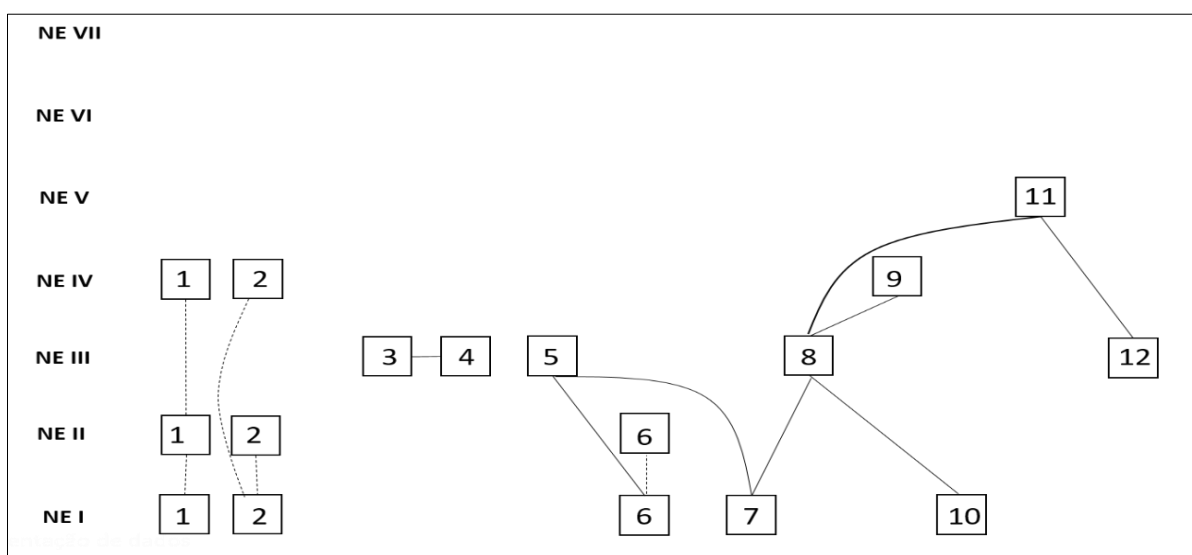 NE VII
NE VI
NE V 11
NE IV 1 2 9
NE III 3 4 5 8 12
NE II 1 2 6
NE I 1 2 6 7 10